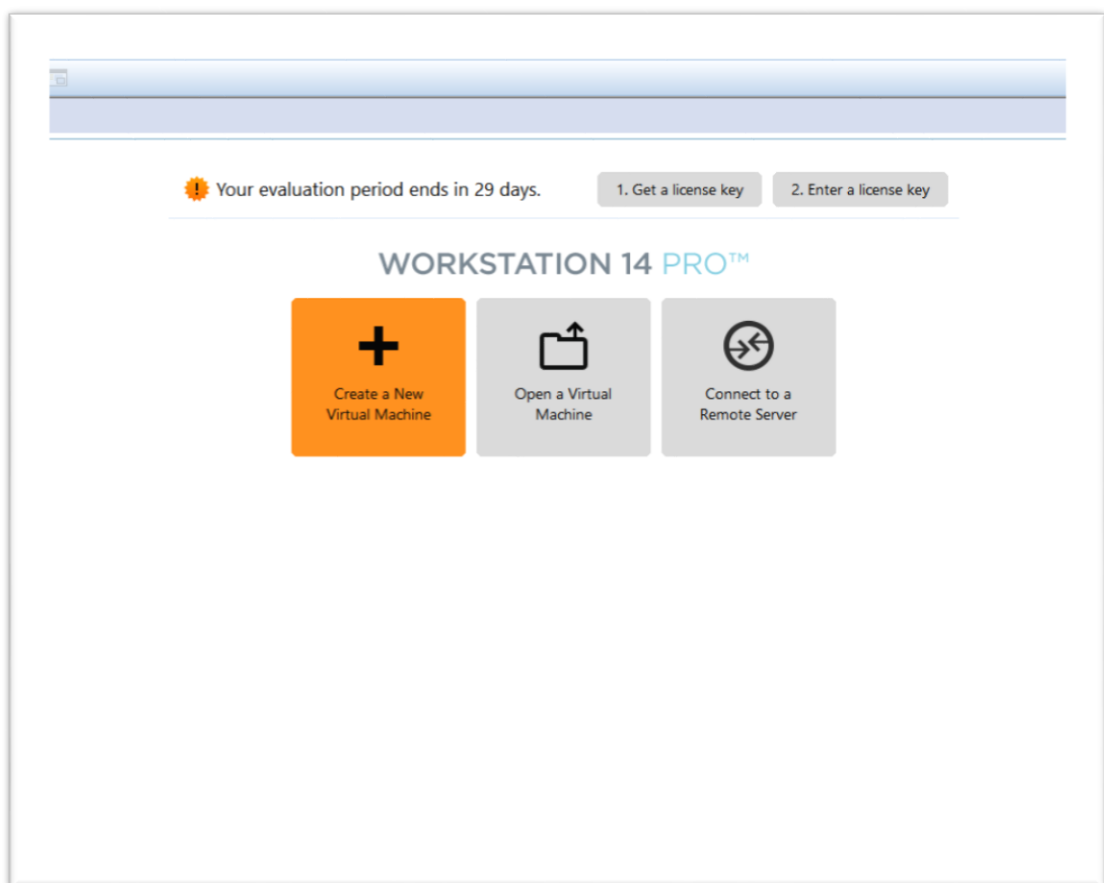 Your evaluation period ends in 29 days.
1. Get a license key
2. Enter a license key
WORKSTATION 14 PRO™
Create a New
Virtual Machine
Open a Virtual
Machine
Connect to a
Remote Server